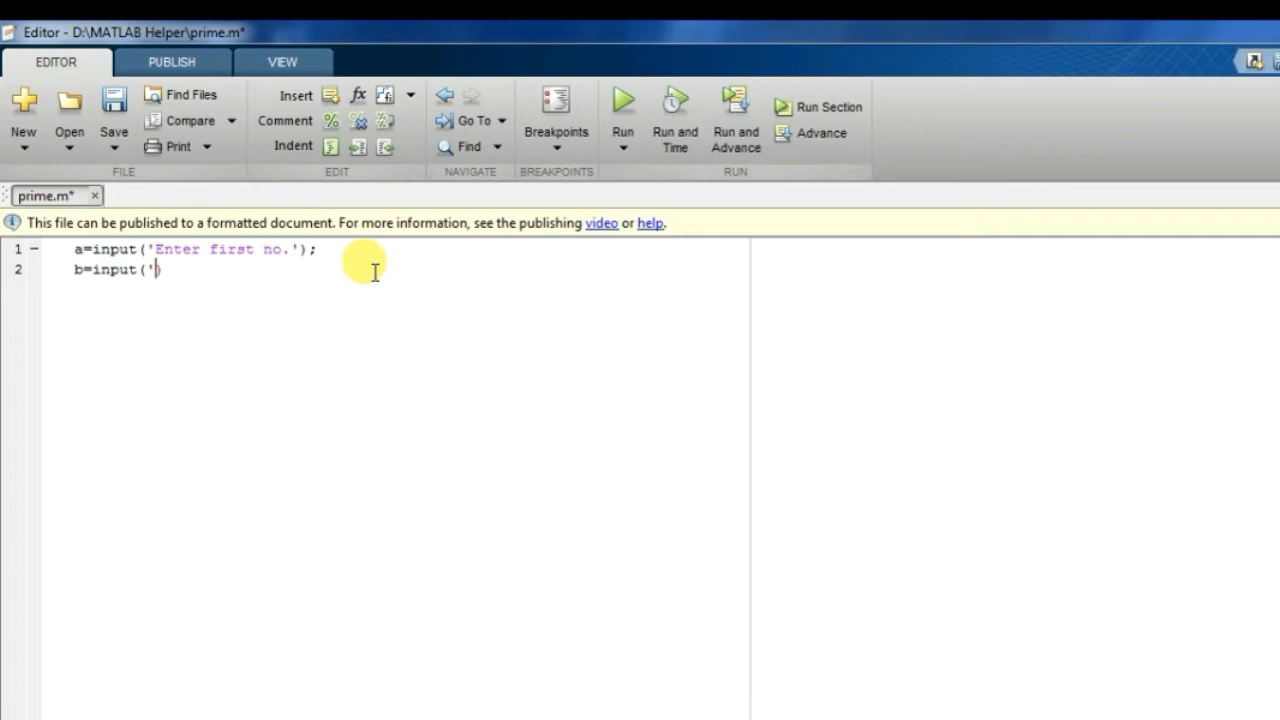 Editor - D:\MATLAB Helper\prime.m*
EDITOR PUBLISH VIEW
New
Open
Save
Find Files
Compare
Print
FILE
Insert fx
Comment
Indent
EDIT
Go To
Find
NAVIGATE
Breakpoints
BREAKPOINTS
Run
Run and
Time
Run and
Advance
Run Section
Advance
RUN
prime.m* ×
This file can be published to a formatted document. For more information, see the publishing video or help.
1 – a=input('Enter first no.');
2 b=input(')